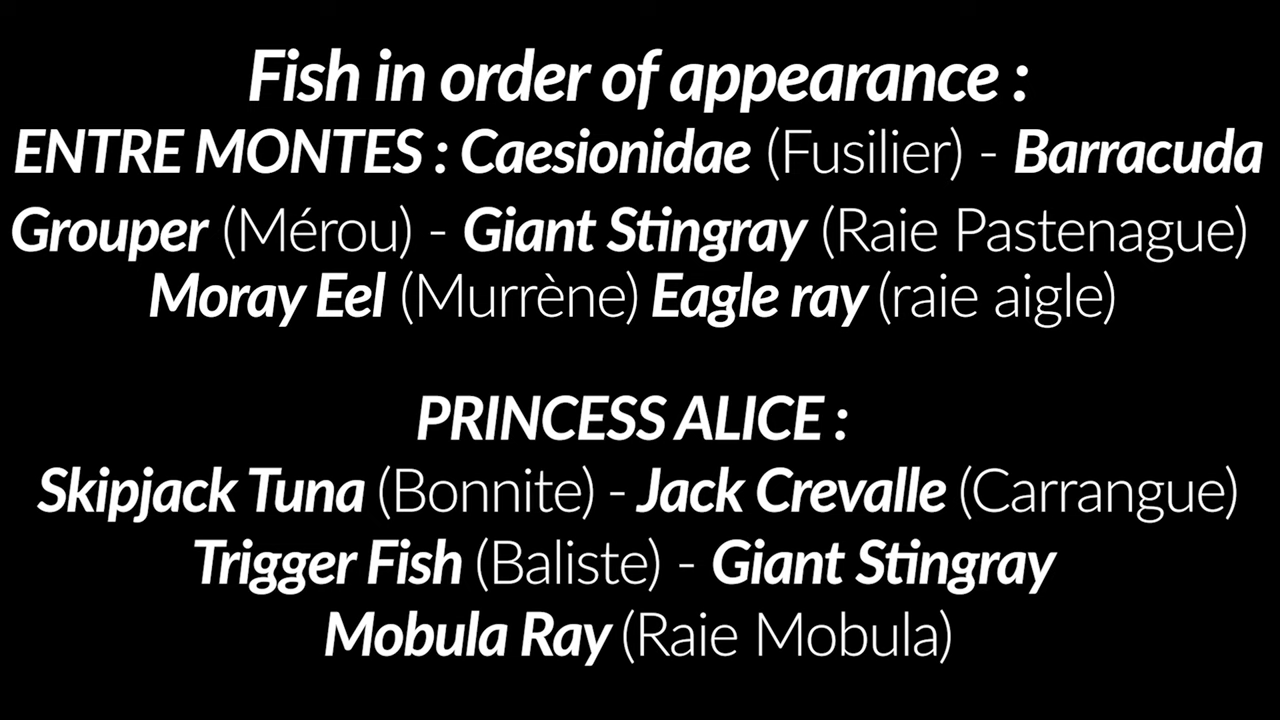 Fish in order of appearance :
ENTRE MONTES : Caesionidae (Fusilier) - Barracuda
Grouper (Mérou) - Giant Stingray (Raie Pastenague)
Moray Eel (Murrène) Eagle ray (raie aigle)
PRINCESS ALICE :
Skipjack Tuna (Bonnite) - Jack Crevalle (Carrangue)
Trigger Fish (Baliste) - Giant Stingray
Mobula Ray (Raie Mobula)